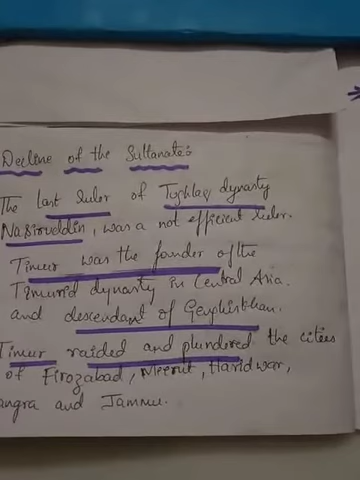 Decline of the Sultanate:
The Last Ruler of Tughlaq dynasty
Nasiruddin, was a not efficient ruler.
Timur was the founder of the
Timurid dynasty in Central Asia.
and descendant of Genghiskhan.
Timur raided and plundered the citees
of Firozabad, Meerut, Haridwar,
angra and Jammu.